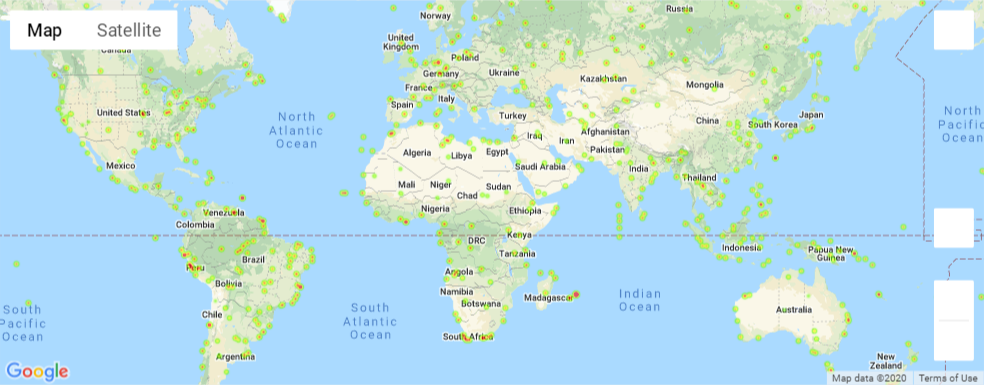 Map
Satellite
Norway
Russia
United
Kingdom
Canada
Poland
Germany
Ukraine
Kazakhstan
Mongolia
France
Spain
Italy
Turkey
United States
North
Atlantic
Ocean
China
South Korea
Japan
North
Pacific
Ocean
Iraq
Iran
Afghanistan
Pakistan
Algeria
Libya
Egypt
Saudi Arabia
Mexico
India
Thailand
Mali
Niger
Chad
Sudan
Nigeria
Ethiopia
Venezuela
Colombia
DRC
Kenya
Tanzania
Indonesia
Papua New
Guinea
Peru
Brazil
Bolivia
Angola
Namibia
Botswana
Madagascar
Indian
Ocean
Australia
South
Pacific
Ocean
Chile
South
Atlantic
Ocean
South Africa
Argentina
New
Zealand
Google
Map data ©2020
Terms of Use